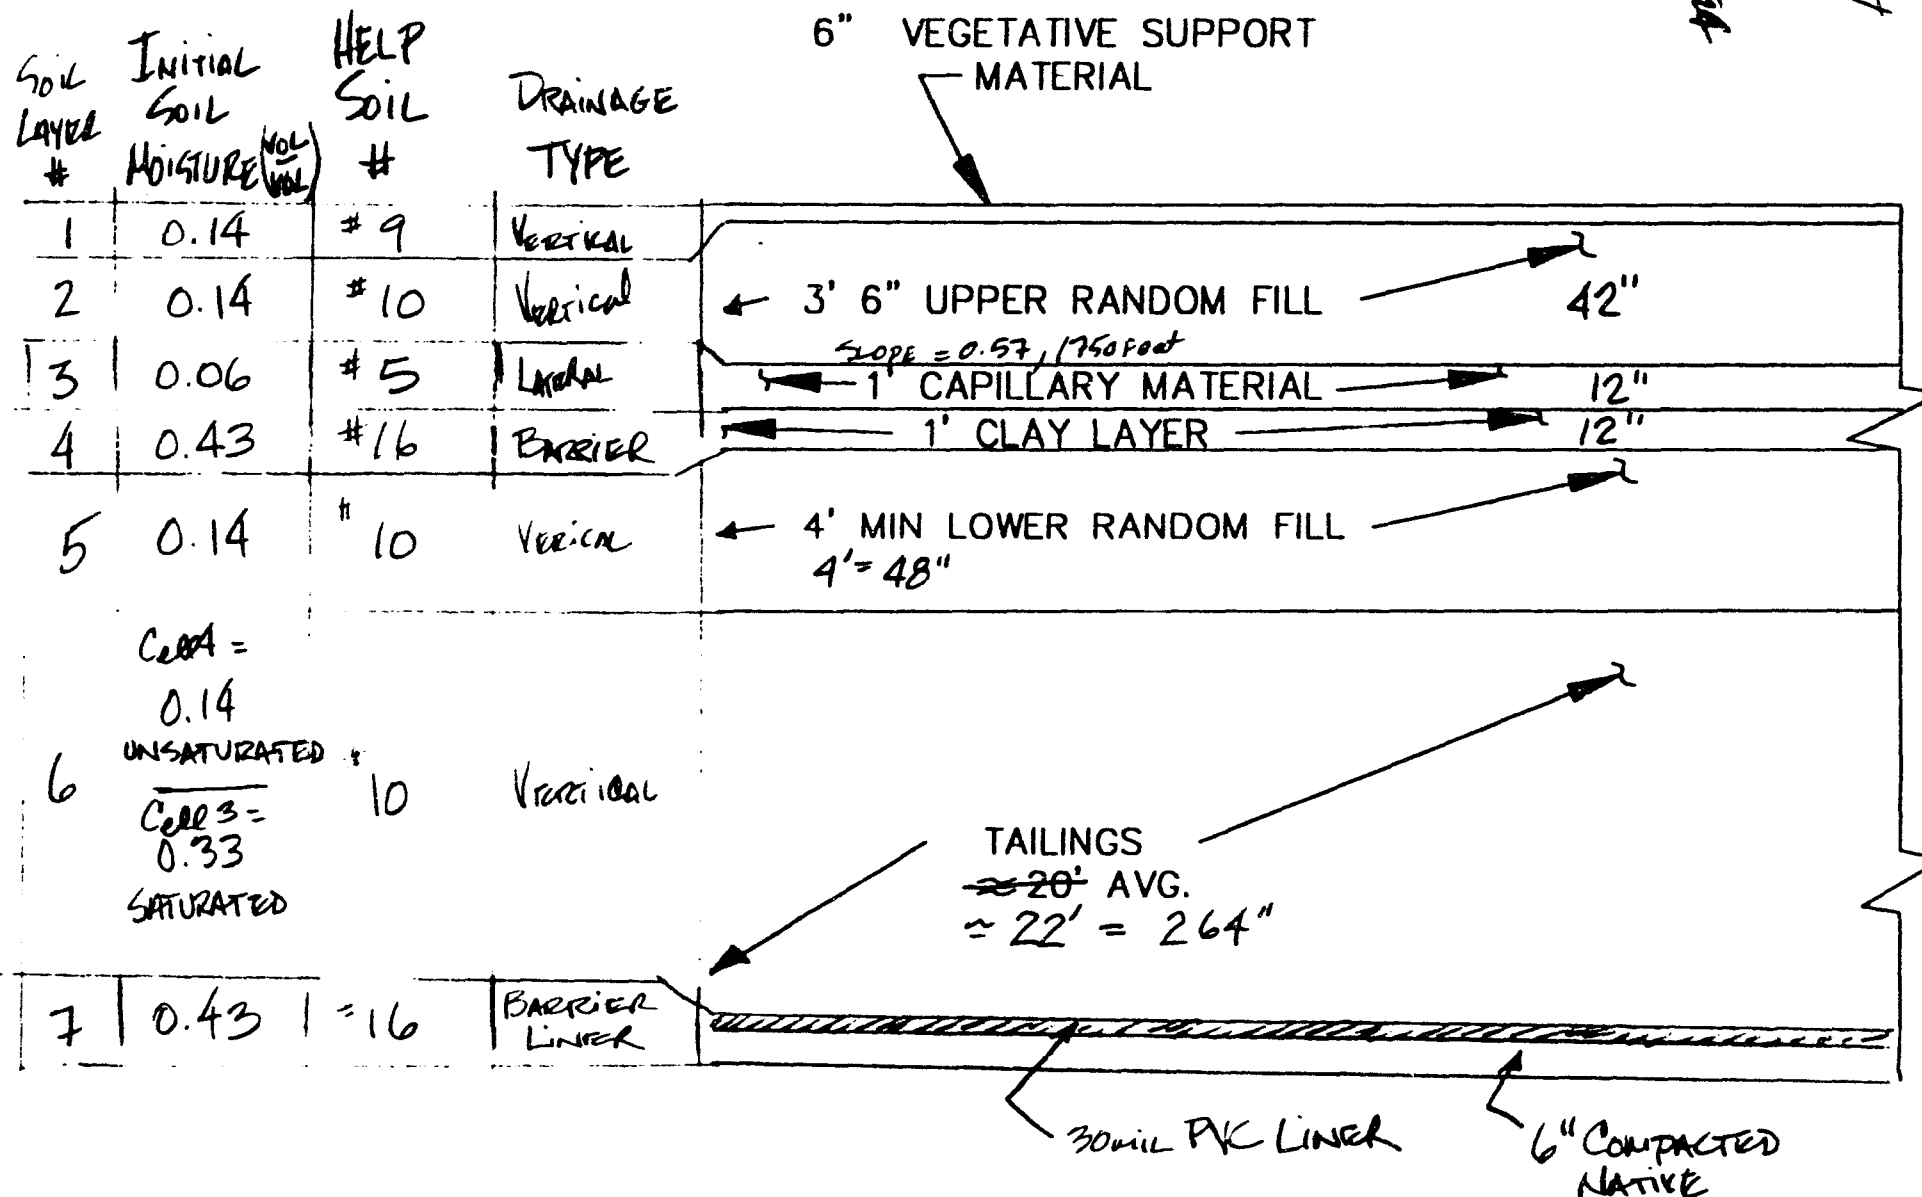 6" VEGETATIVE SUPPORT
MATERIAL
Soil Layer #
Initial Soil Moisture (Vol/Vol)
HELP Soil #
Drainage Type
1 0.14 #9 Vertical
2 0.14 #10 Vertical
3' 6" UPPER RANDOM FILL 42"
SLOPE = 0.57, 1750 Feet
3 0.06 #5 Lateral
1' CAPILLARY MATERIAL 12"
4 0.43 #16 Barrier
1' CLAY LAYER 12"
5 0.14 10 Verical
4' MIN LOWER RANDOM FILL
4' = 48"
Cell 4 =
0.14
UNSATURATED
6 10 Vertical
Cell 3 =
0.33
SATURATED
TAILINGS
≈ 20' AVG.
≈ 22' = 264"
7 0.43 16 Barrier Liner
30 mil PVC LINER
6" COMPACTED
NATIVE